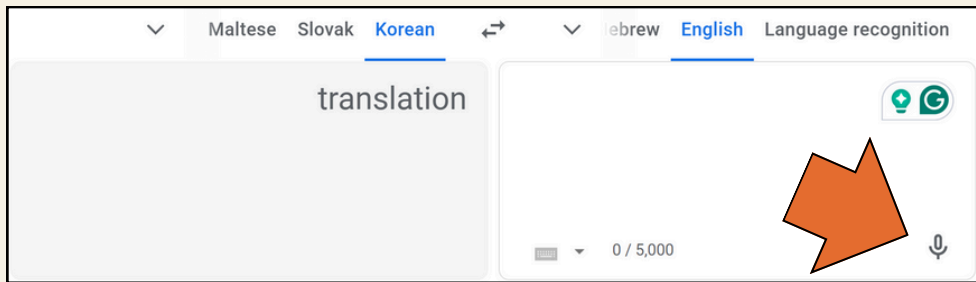 Maltese Slovak Korean ebrew English Language recognition
translation
0 / 5,000